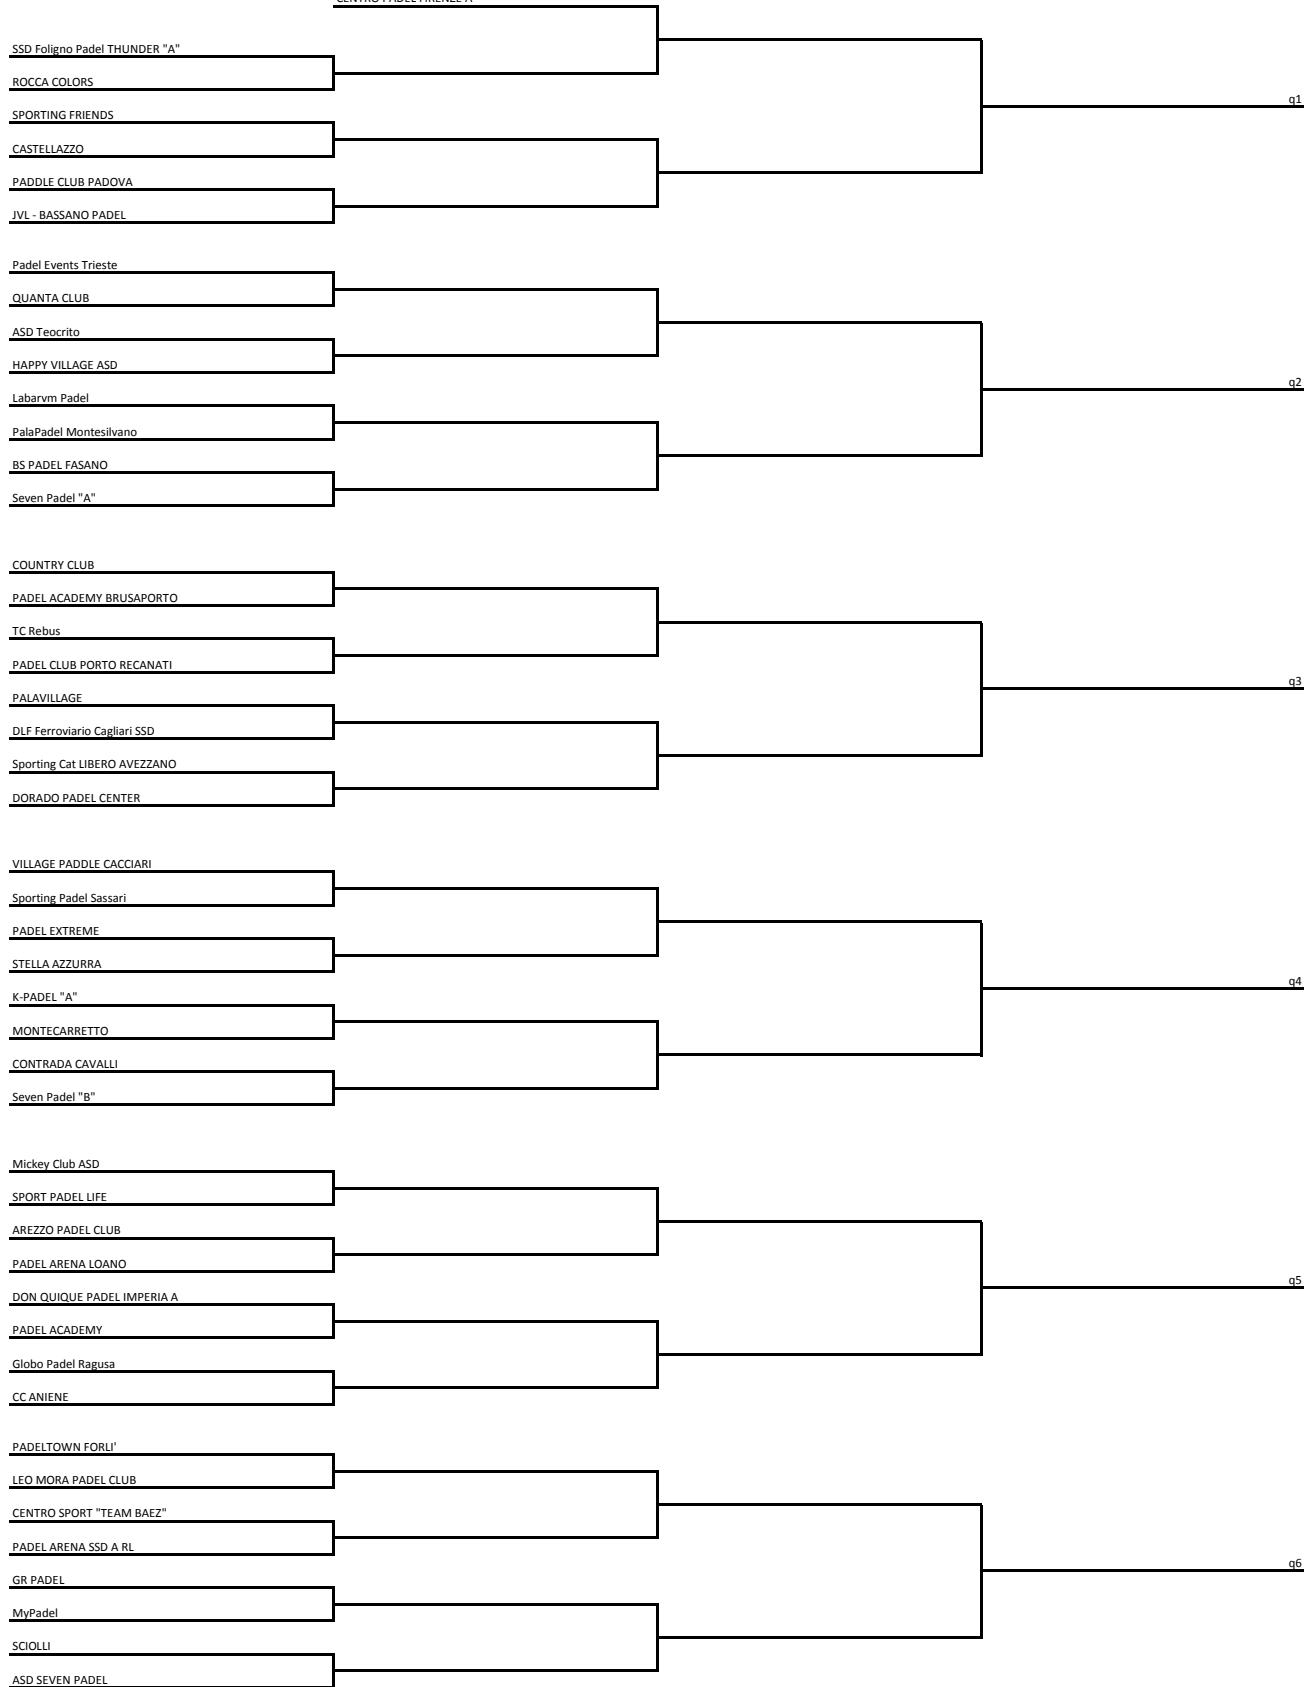 CENTRO PADEL FIRENZE A
SSD Foligno Padel THUNDER "A"
ROCCA COLORS
q1
SPORTING FRIENDS
CASTELLAZZO
PADDLE CLUB PADOVA
JVL - BASSANO PADEL
Padel Events Trieste
QUANTA CLUB
ASD Teocrito
HAPPY VILLAGE ASD
q2
Labarvm Padel
PalaPadel Montesilvano
BS PADEL FASANO
Seven Padel "A"
COUNTRY CLUB
PADEL ACADEMY BRUSAPORTO
TC Rebus
PADEL CLUB PORTO RECANATI
q3
PALAVILLAGE
DLF Ferroviario Cagliari SSD
Sporting Cat LIBERO AVEZZANO
DORADO PADEL CENTER
VILLAGE PADDLE CACCIARI
Sporting Padel Sassari
PADEL EXTREME
STELLA AZZURRA
q4
K-PADEL "A"
MONTECARRETTO
CONTRADA CAVALLI
Seven Padel "B"
Mickey Club ASD
SPORT PADEL LIFE
AREZZO PADEL CLUB
PADEL ARENA LOANO
q5
DON QUIQUE PADEL IMPERIA A
PADEL ACADEMY
Globo Padel Ragusa
CC ANIENE
PADELTOWN FORLI'
LEO MORA PADEL CLUB
CENTRO SPORT "TEAM BAEZ"
PADEL ARENA SSD A RL
q6
GR PADEL
MyPadel
SCIOLLI
ASD SEVEN PADEL